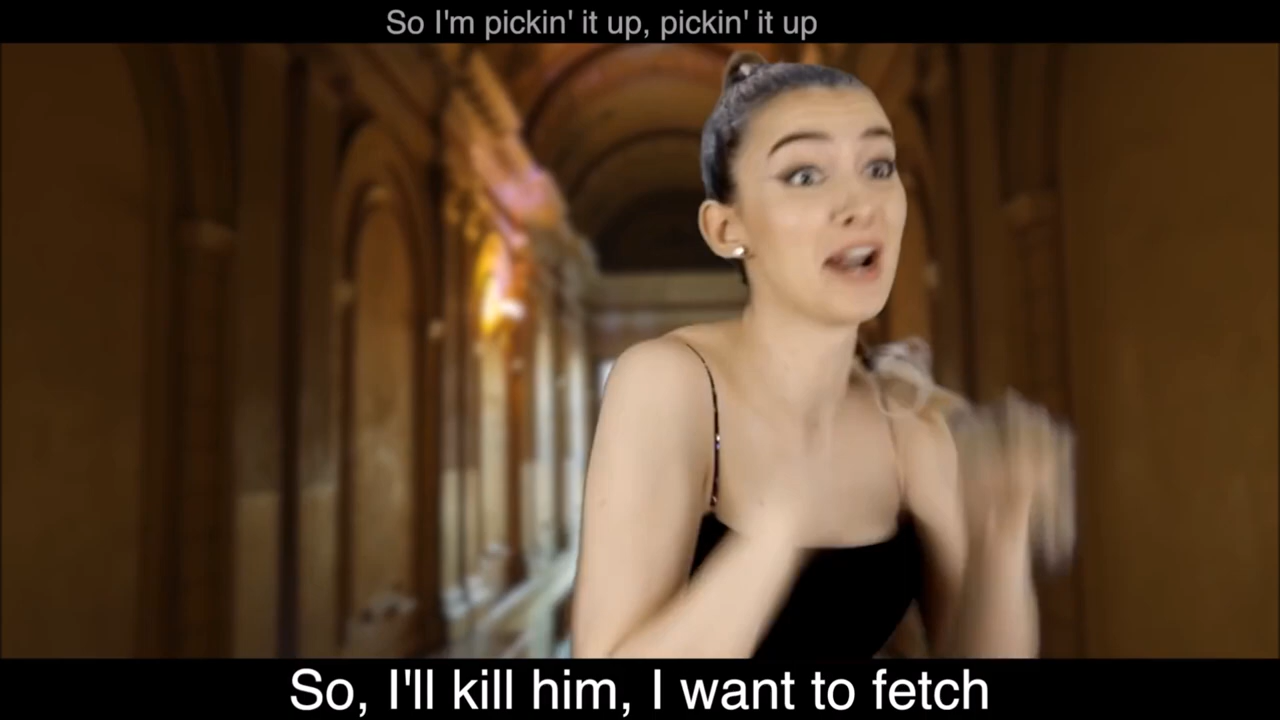 So I'm pickin' it up, pickin' it up
So, I'll kill him, I want to fetch